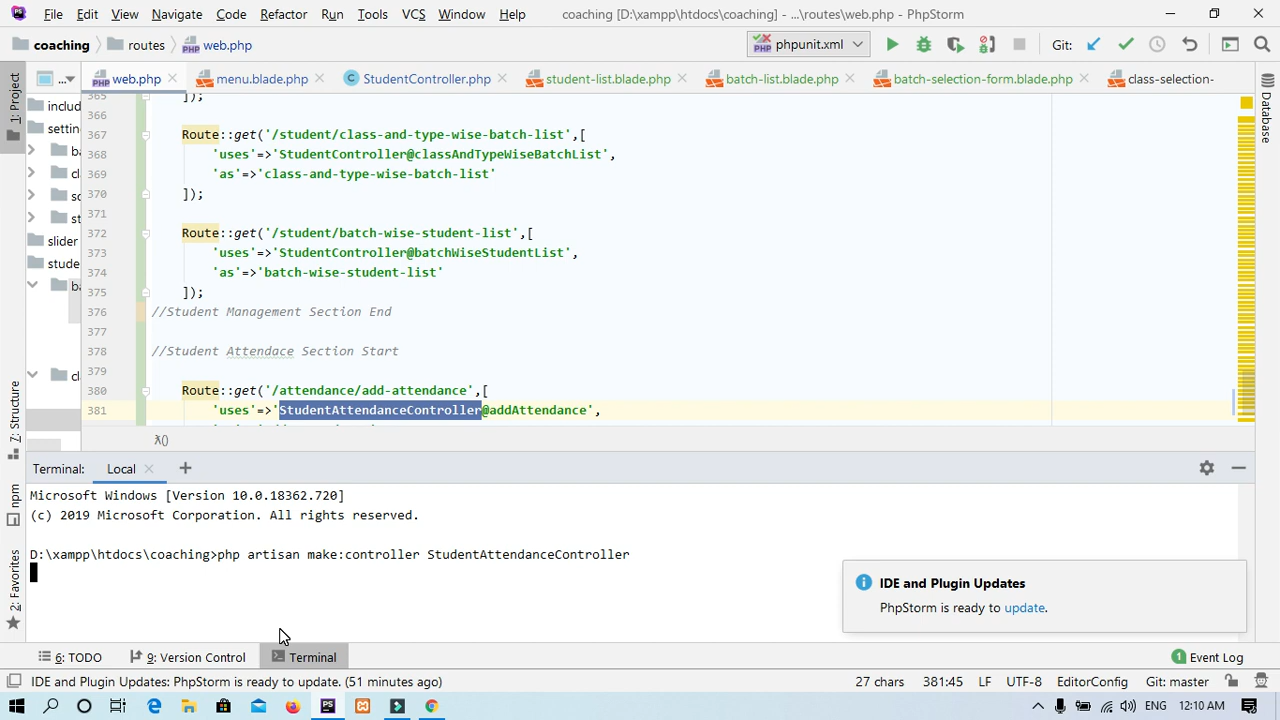 File Edit View Navigate Code Refactor Run Tools VCS Window Help coaching [D:\xampp\htdocs\coaching] - ...\routes\web.php - PhpStorm
coaching routes web.php phpunit.xml Git:
1: Project
Z: Structure
npm
2: Favorites
Database
... web.php menu.blade.php StudentController.php student-list.blade.php batch-list.blade.php batch-selection-form.blade.php class-selection-
includ
settin
ba
cl
sc
st
slider
stude
ba
cl
365 ]);
366
367 Route::get('/student/class-and-type-wise-batch-list',[
368 'uses'=>'StudentController@classAndTypeWiseBatchList',
369 'as'=>'class-and-type-wise-batch-list'
370 ]);
371
372 Route::get('/student/batch-wise-student-list',[
373 'uses'=>'StudentController@batchWiseStudentList',
374 'as'=>'batch-wise-student-list'
375 ]);
376 //Student Management Section End
377
378 //Student Attendace Section Start
379
380 Route::get('/attendance/add-attendance',[
381 'uses'=>'StudentAttendanceController@addAttendance',
λ()
Terminal: Local
Microsoft Windows [Version 10.0.18362.720]
(c) 2019 Microsoft Corporation. All rights reserved.
D:\xampp\htdocs\coaching>php artisan make:controller StudentAttendanceController
IDE and Plugin Updates
PhpStorm is ready to update.
6: TODO 9: Version Control Terminal 1 Event Log
IDE and Plugin Updates: PhpStorm is ready to update. (51 minutes ago) 27 chars 381:45 LF UTF-8 EditorConfig Git: master
PS 12:10 AM